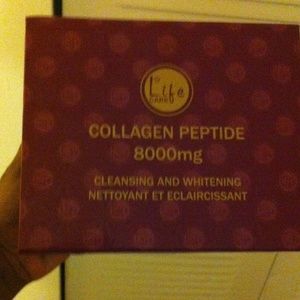 Life
COLLAGEN PEPTIDE
8000mg
CLEANSING AND WHITENING
NETTOYANT ET ECLAIRCISSANT